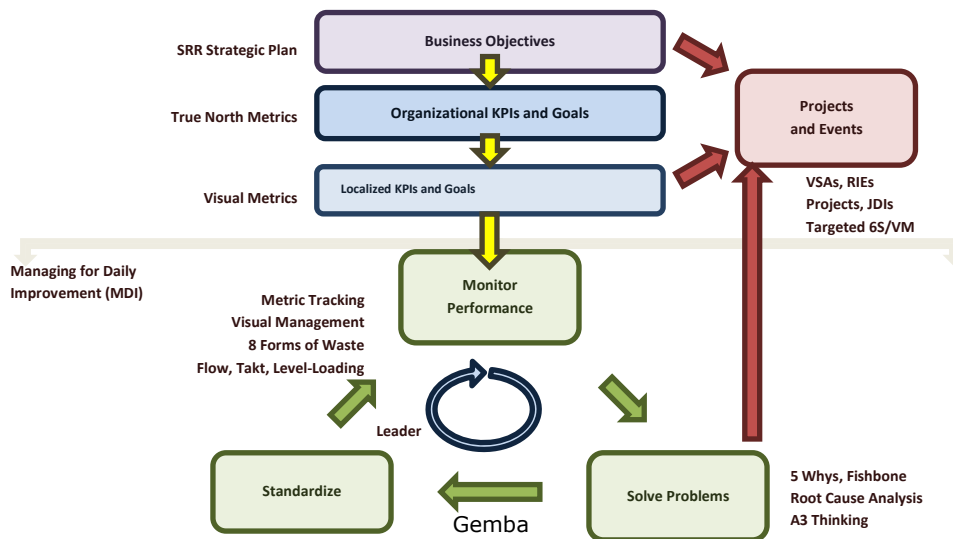 SRR Strategic Plan
Business Objectives
True North Metrics
Organizational KPIs and Goals
Projects
and Events
Visual Metrics
Localized KPIs and Goals
VSAs, RIEs
Projects, JDIs
Targeted 6S/VM
Managing for Daily
Improvement (MDI)
Monitor
Performance
Metric Tracking
Visual Management
8 Forms of Waste
Flow, Takt, Level-Loading
Leader
Standardize
Gemba
Solve Problems
5 Whys, Fishbone
Root Cause Analysis
A3 Thinking